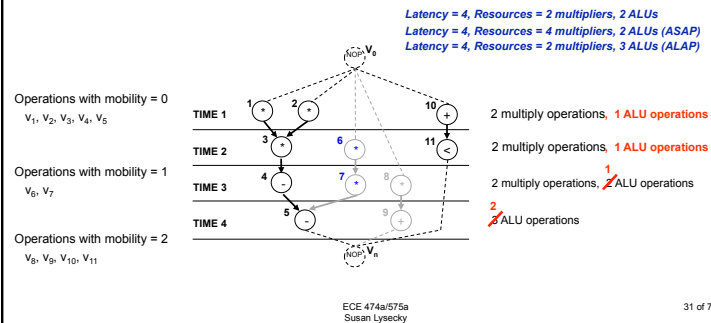 Latency = 4, Resources = 2 multipliers, 2 ALUs
Latency = 4, Resources = 4 multipliers, 2 ALUs (ASAP)
Latency = 4, Resources = 2 multipliers, 3 ALUs (ALAP)
NOP V0
Operations with mobility = 0
v1, v2, v3, v4, v5
1 * 2 * 10 +
TIME 1
2 multiply operations, 1 ALU operations
3 * 6 * 11 <
TIME 2
2 multiply operations, 1 ALU operations
Operations with mobility = 1
v6, v7
4 - 7 * 8 *
TIME 3
1
2 multiply operations, 2 ALU operations
5 - 9 +
TIME 4
2
3 ALU operations
Operations with mobility = 2
v8, v9, v10, v11
NOP Vn
ECE 474a/575a
Susan Lysecky
31 of 7